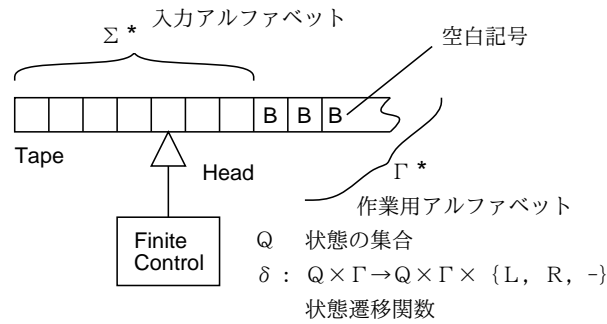 入力アルファベット
Σ *
空白記号
B B B
Tape
Head
Γ *
作業用アルファベット
Finite
Control
Q 状態の集合
δ : Q×Γ→Q×Γ× {L, R, -}
状態遷移関数